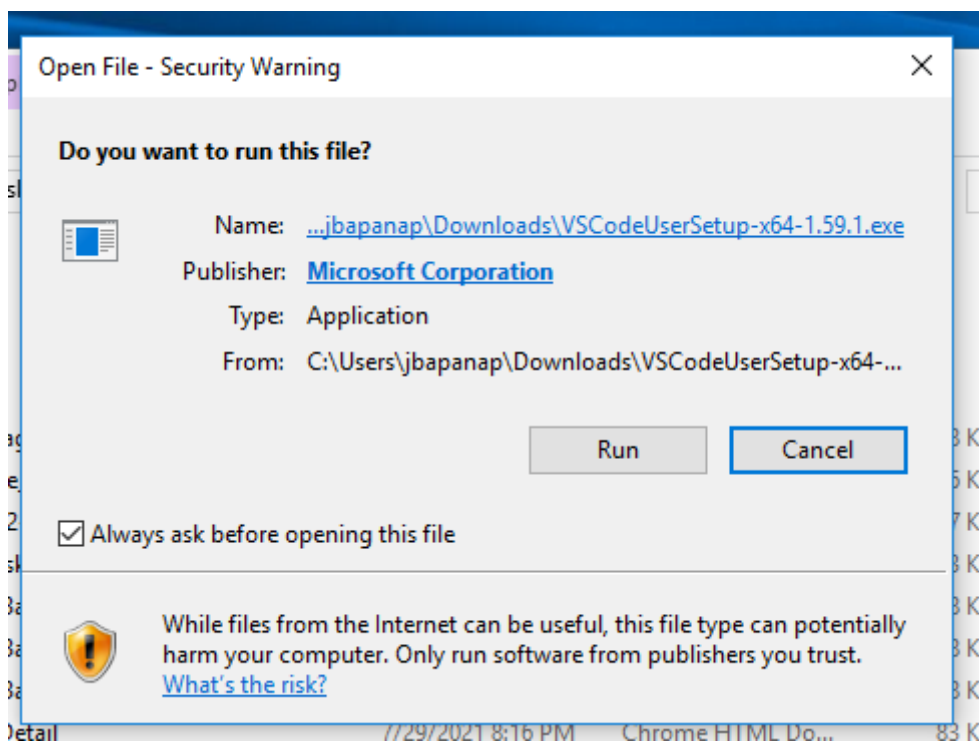 Open File - Security Warning
Do you want to run this file?
Name: ...jbapanap\Downloads\VSCodeUserSetup-x64-1.59.1.exe
Publisher: Microsoft Corporation
Type: Application
From: C:\Users\jbapanap\Downloads\VSCodeUserSetup-x64-...
Run Cancel
Always ask before opening this file
While files from the Internet can be useful, this file type can potentially
harm your computer. Only run software from publishers you trust.
What's the risk?
7/29/2021 8:16 PM Chrome HTML Do... 83 K